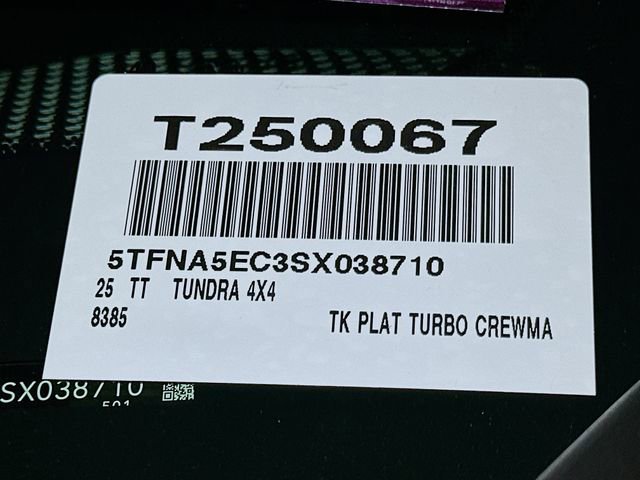 T250067
5TFNA5EC3SX038710
25 TT TUNDRA 4X4
8385 TK PLAT TURBO CREWMA
SX038710